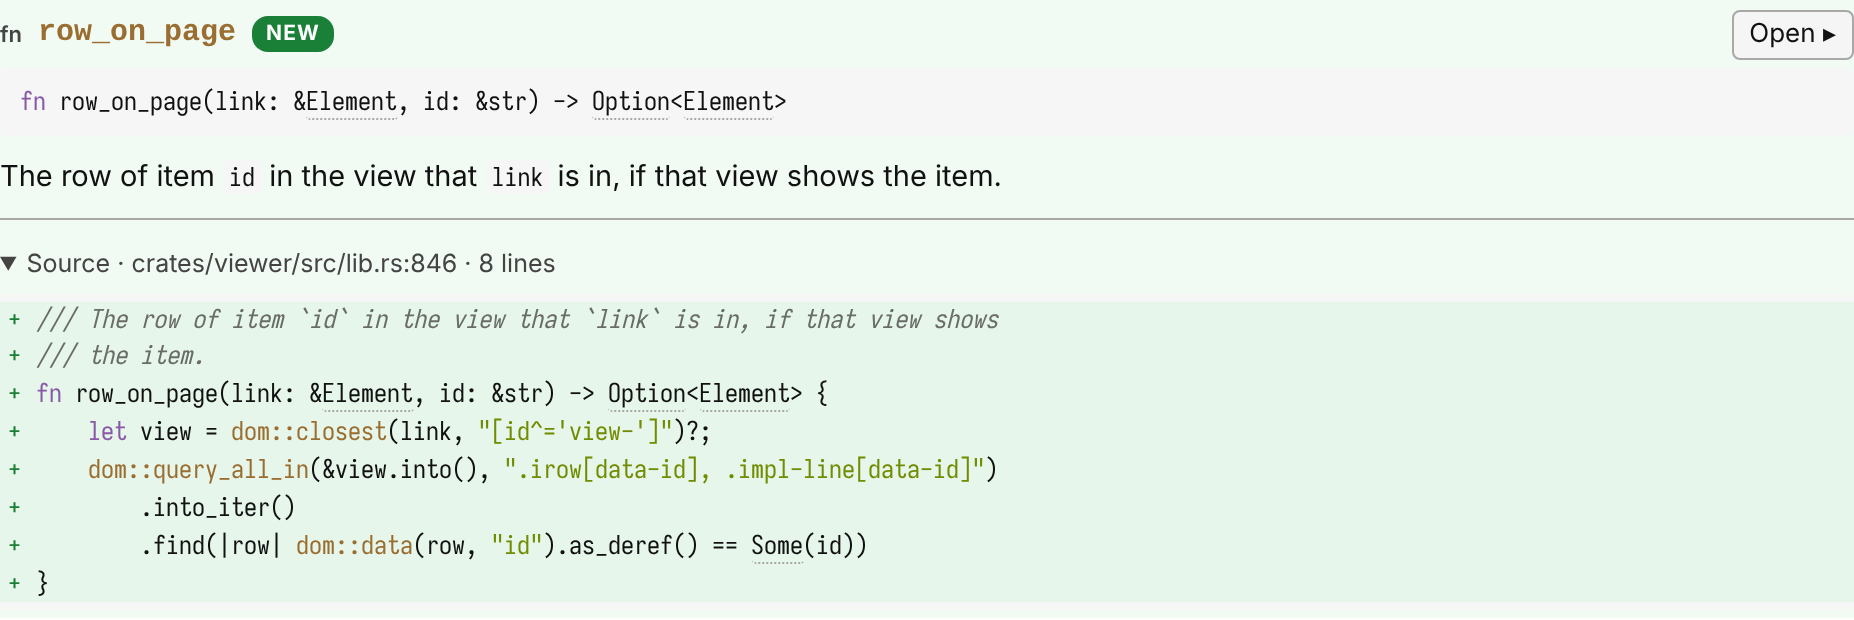 fn row_on_page NEW Open ▸
fn row_on_page(link: &Element, id: &str) -> Option<Element>
The row of item id in the view that link is in, if that view shows the item.
▼ Source · crates/viewer/src/lib.rs:846 · 8 lines
+ /// The row of item `id` in the view that `link` is in, if that view shows
+ /// the item.
+ fn row_on_page(link: &Element, id: &str) -> Option<Element> {
+     let view = dom::closest(link, "[id^='view-']")?;
+     dom::query_all_in(&view.into(), ".irow[data-id], .impl-line[data-id]")
+         .into_iter()
+         .find(|row| dom::data(row, "id").as_deref() == Some(id))
+ }